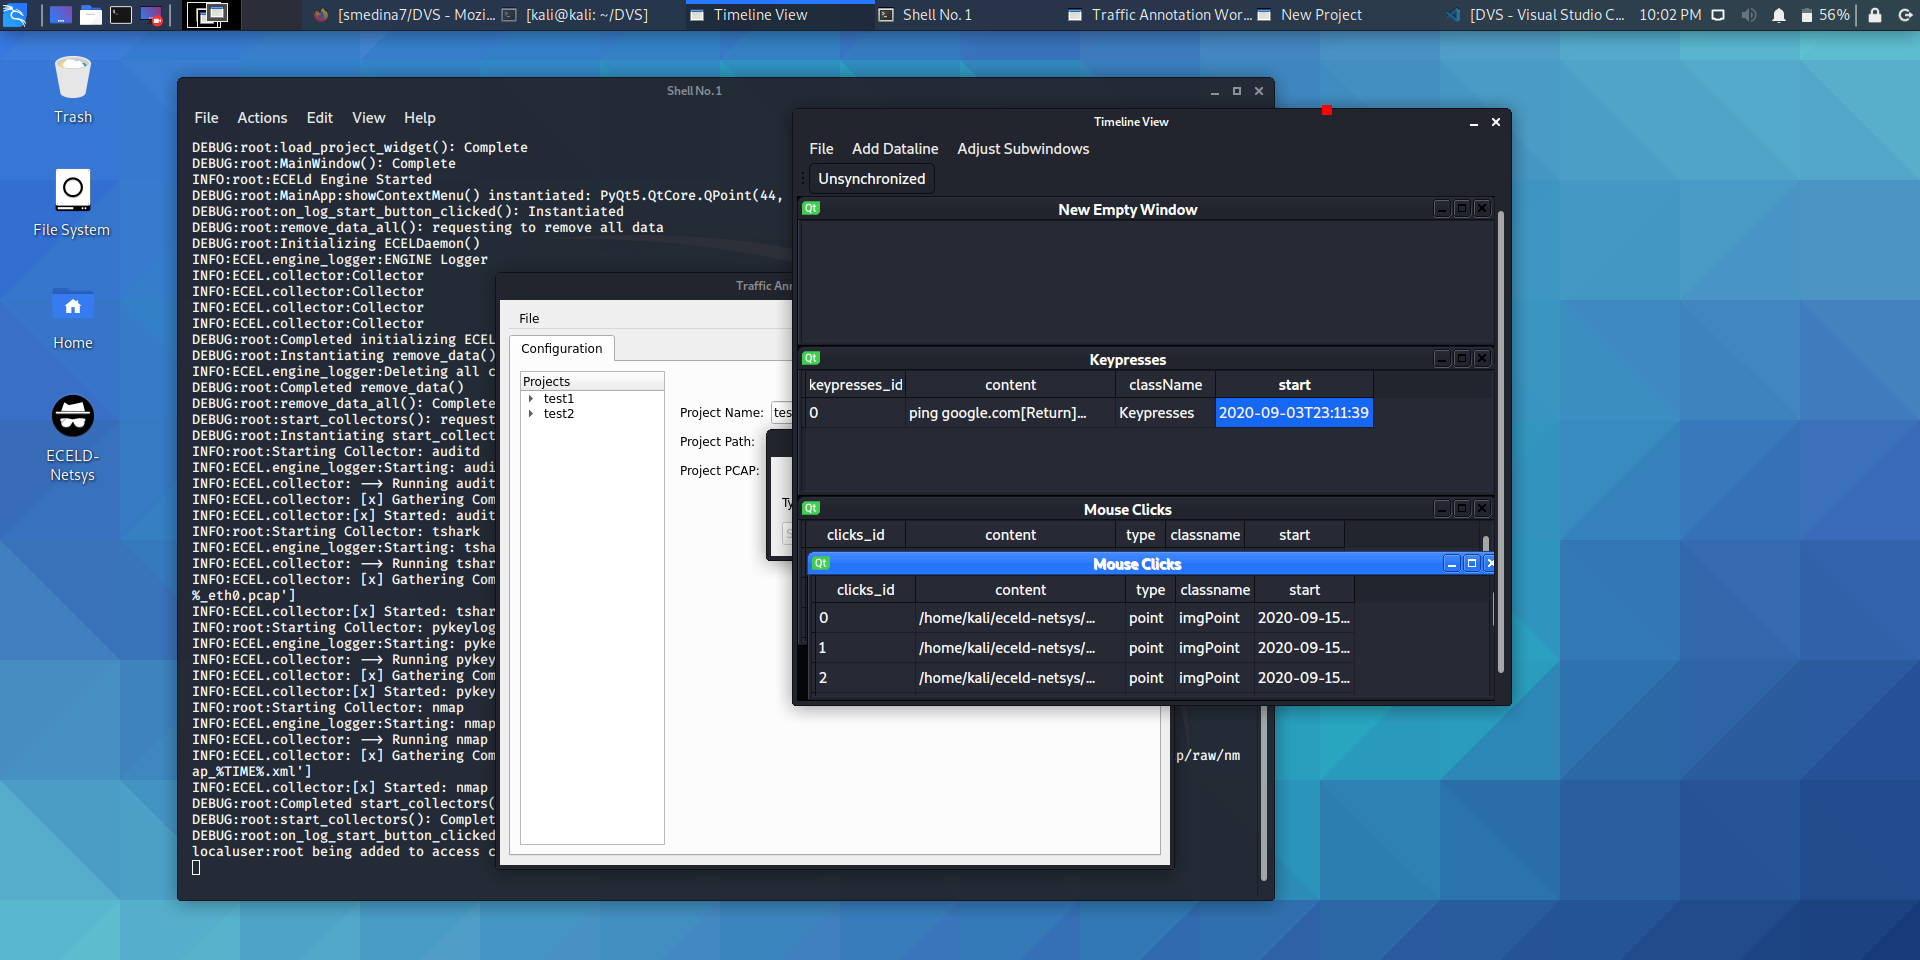 [smedina7/DVS - Mozi... [kali@kali: ~/DVS] Timeline View Shell No. 1 Traffic Annotation Wor... New Project [DVS - Visual Studio C... 10:02 PM 56%
Trash
File System
Home
ECELD-
Netsys
Shell No. 1
File Actions Edit View Help
DEBUG:root:load_project_widget(): Complete
DEBUG:root:MainWindow(): Complete
INFO:root:ECELd Engine Started
DEBUG:root:MainApp:showContextMenu() instantiated: PyQt5.QtCore.QPoint(44,
DEBUG:root:on_log_start_button_clicked(): Instantiated
DEBUG:root:remove_data_all(): requesting to remove all data
DEBUG:root:Initializing ECELDaemon()
INFO:ECEL.engine_logger:ENGINE Logger
INFO:ECEL.collector:Collector
INFO:ECEL.collector:Collector
INFO:ECEL.collector:Collector
INFO:ECEL.collector:Collector
DEBUG:root:Completed initializing ECEL
DEBUG:root:Instantiating remove_data()
INFO:ECEL.engine_logger:Deleting all c
DEBUG:root:Completed remove_data()
DEBUG:root:remove_data_all(): Complete
DEBUG:root:start_collectors(): request
DEBUG:root:Instantiating start_collect
INFO:root:Starting Collector: auditd
INFO:ECEL.engine_logger:Starting: audi
INFO:ECEL.collector: --> Running audit
INFO:ECEL.collector: [x] Gathering Com
INFO:ECEL.collector:[x] Started: audit
INFO:root:Starting Collector: tshark
INFO:ECEL.engine_logger:Starting: tsha
INFO:ECEL.collector: --> Running tshar
INFO:ECEL.collector: [x] Gathering Com
%_eth0.pcap']
INFO:ECEL.collector:[x] Started: tshar
INFO:root:Starting Collector: pykeylog
INFO:ECEL.engine_logger:Starting: pyke
INFO:ECEL.collector: --> Running pykey
INFO:ECEL.collector: [x] Gathering Com
INFO:ECEL.collector:[x] Started: pykey
INFO:root:Starting Collector: nmap
INFO:ECEL.engine_logger:Starting: nmap
INFO:ECEL.collector: --> Running nmap
INFO:ECEL.collector: [x] Gathering Com p/raw/nm
ap_%TIME%.xml']
INFO:ECEL.collector:[x] Started: nmap
DEBUG:root:Completed start_collectors(
DEBUG:root:start_collectors(): Complet
DEBUG:root:on_log_start_button_clicked
localuser:root being added to access c
Traffic Ann
File
Configuration
Projects
test1
test2
Project Name: tes
Project Path:
Project PCAP:
Ty
S
Timeline View
File Add Dataline Adjust Subwindows
Unsynchronized
Qt New Empty Window
Qt Keypresses
keypresses_id content className start
0 ping google.com[Return]... Keypresses 2020-09-03T23:11:39
Qt Mouse Clicks
clicks_id content type classname start
Qt Mouse Clicks
clicks_id content type classname start
0 /home/kali/eceld-netsys/... point imgPoint 2020-09-15...
1 /home/kali/eceld-netsys/... point imgPoint 2020-09-15...
2 /home/kali/eceld-netsys/... point imgPoint 2020-09-15...